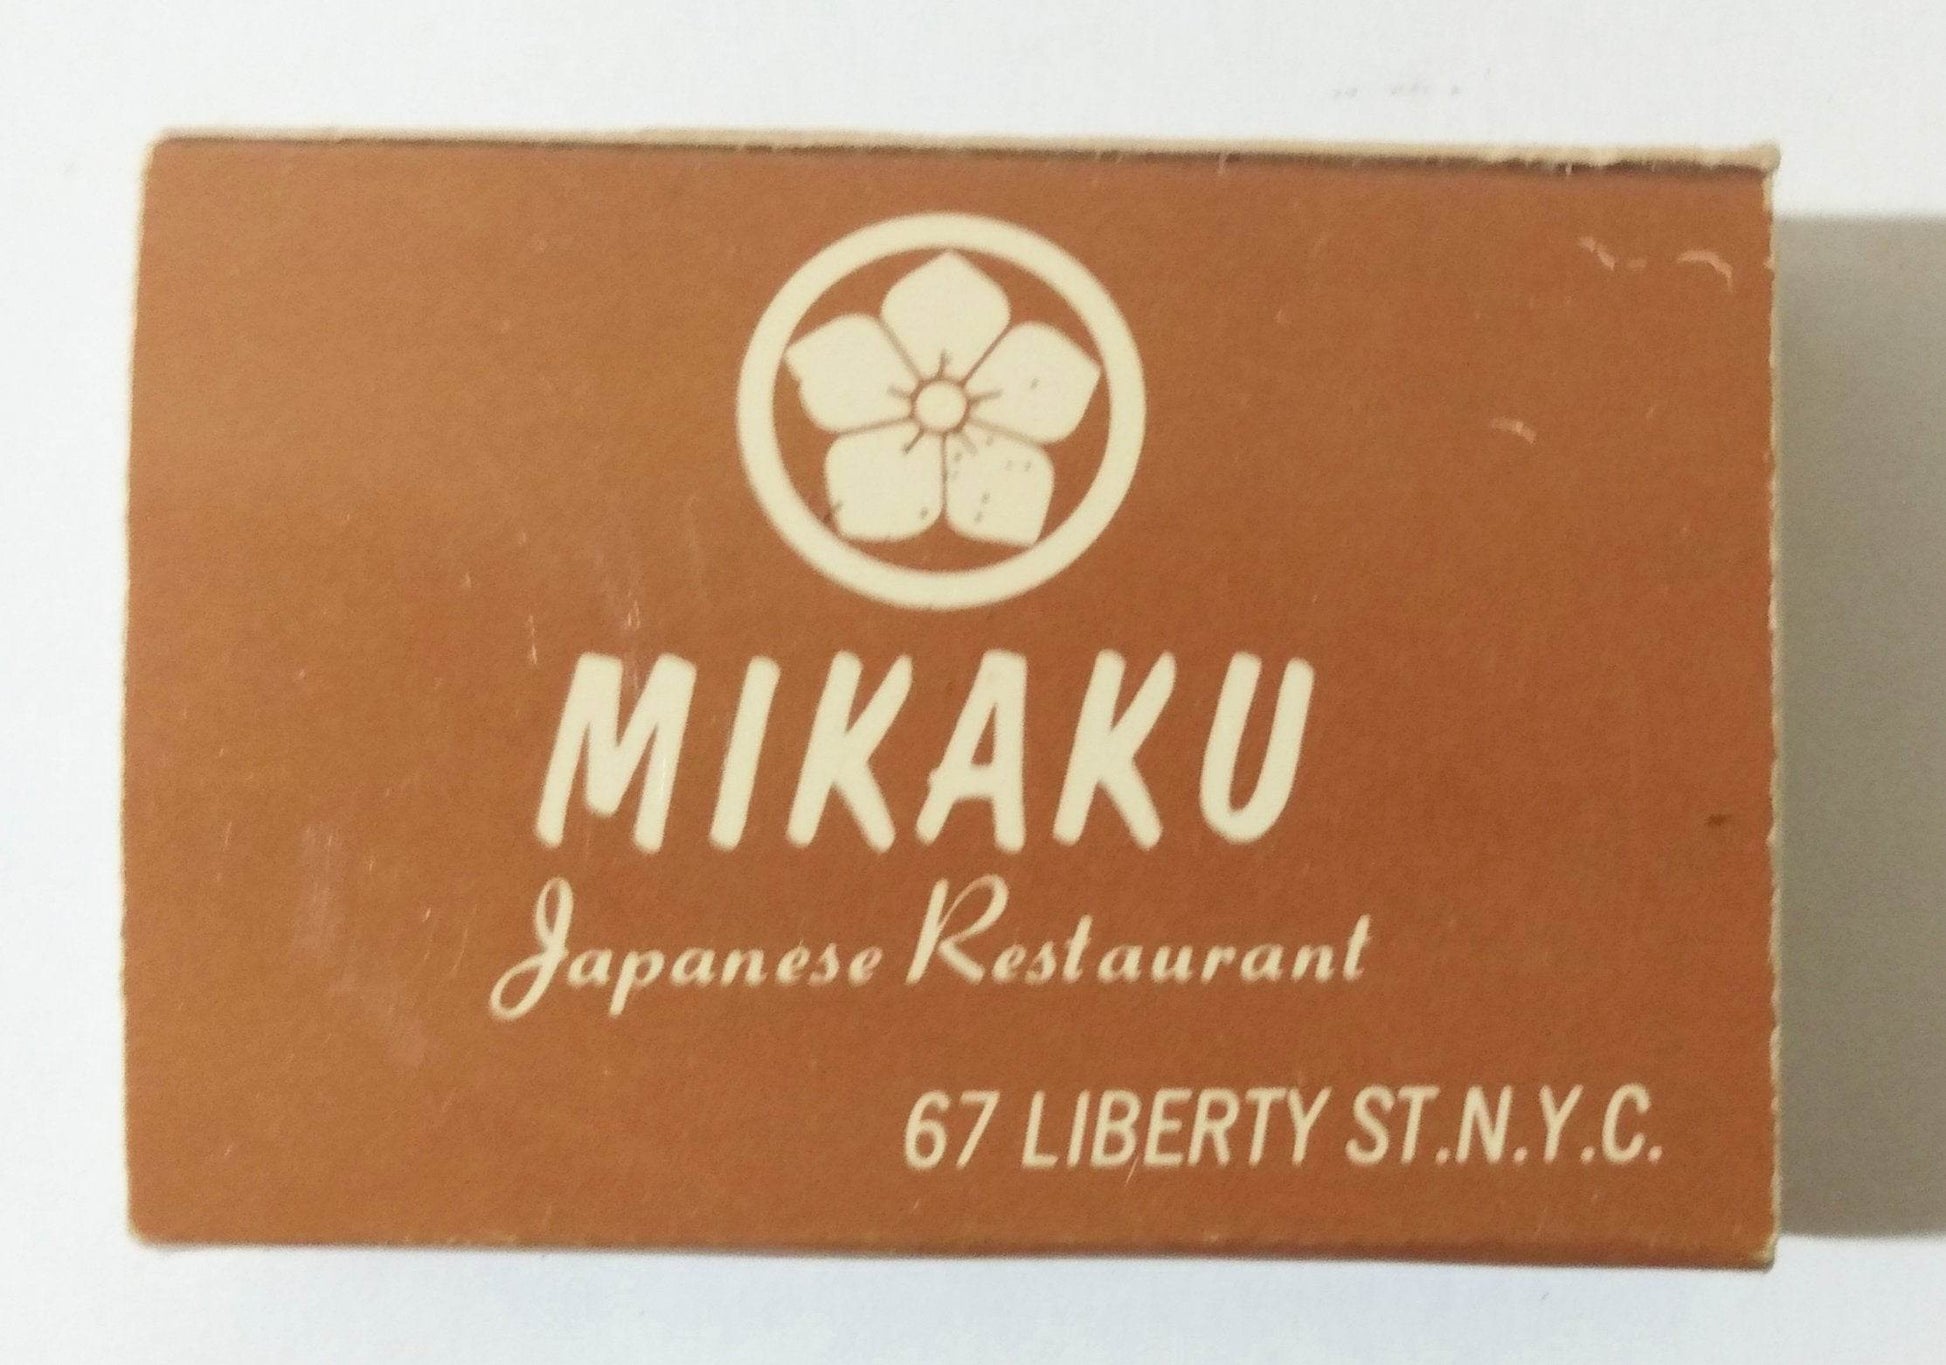 MIKAKU
Japanese Restaurant
67 LIBERTY ST.N.Y.C.